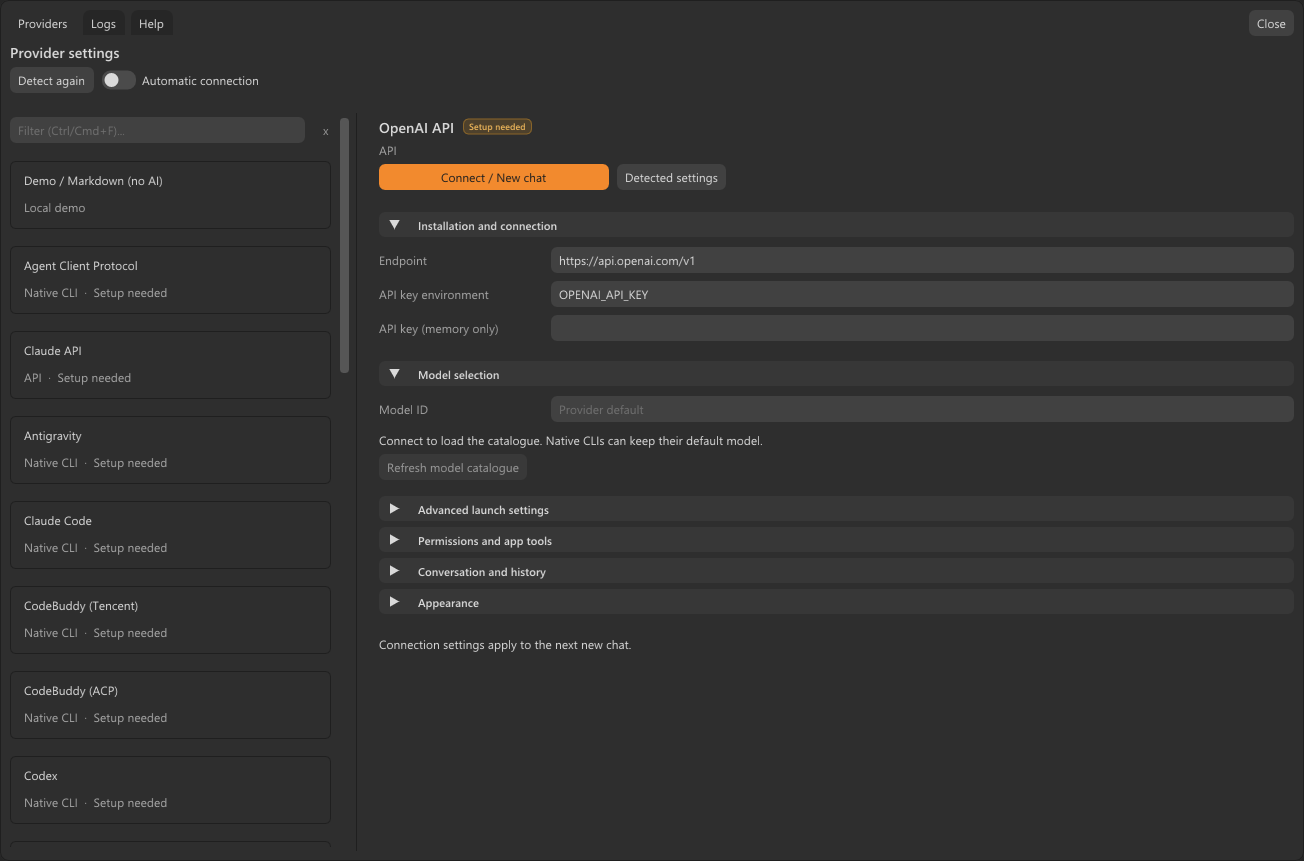 Providers Logs Help Close
Provider settings
Detect again Automatic connection
Filter (Ctrl/Cmd+F)... x
Demo / Markdown (no AI)
Local demo
Agent Client Protocol
Native CLI · Setup needed
Claude API
API · Setup needed
Antigravity
Native CLI · Setup needed
Claude Code
Native CLI · Setup needed
CodeBuddy (Tencent)
Native CLI · Setup needed
CodeBuddy (ACP)
Native CLI · Setup needed
Codex
Native CLI · Setup needed
OpenAI API Setup needed
API
Connect / New chat Detected settings
Installation and connection
Endpoint https://api.openai.com/v1
API key environment OPENAI_API_KEY
API key (memory only)
Model selection
Model ID Provider default
Connect to load the catalogue. Native CLIs can keep their default model.
Refresh model catalogue
Advanced launch settings
Permissions and app tools
Conversation and history
Appearance
Connection settings apply to the next new chat.